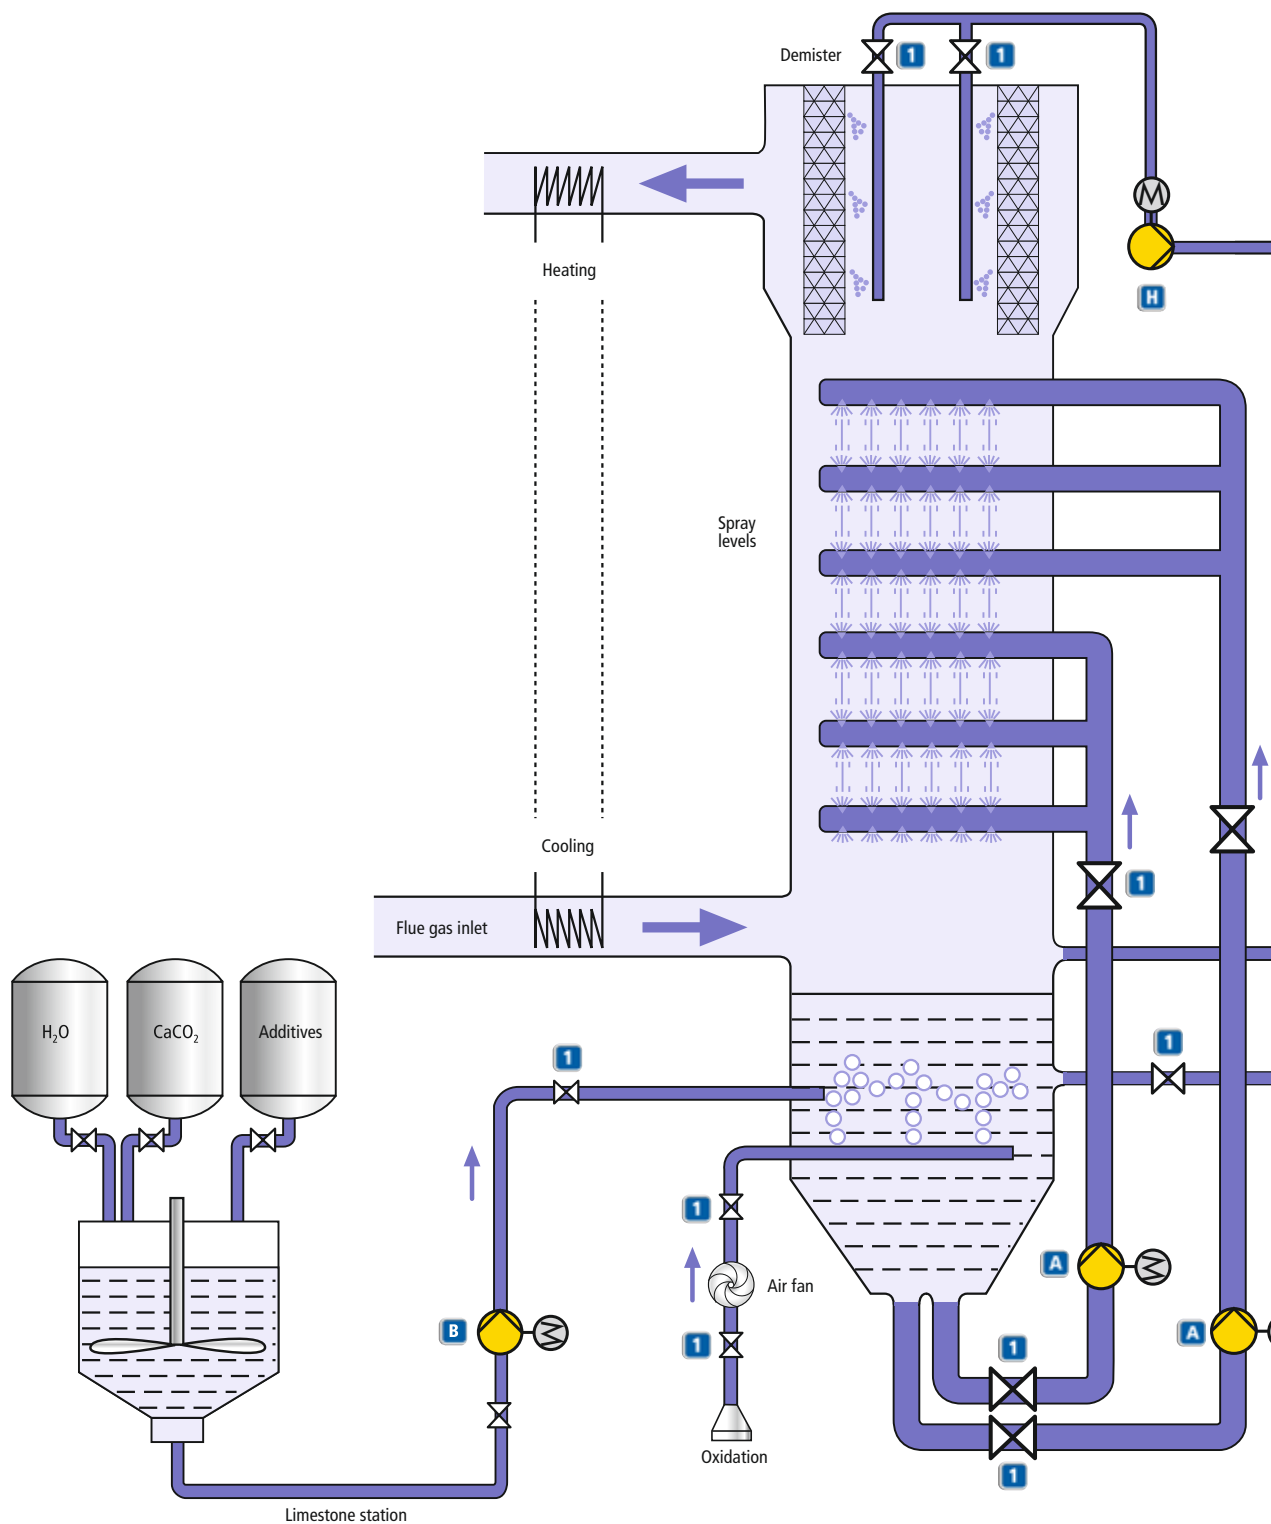 Demister
1
1
M
H
Heating
Spray
levels
Cooling
1
Flue gas inlet
H₂O
CaCO₂
Additives
1
1
1
A
M
Air fan
B
M
1
A
1
Oxidation
1
Limestone station